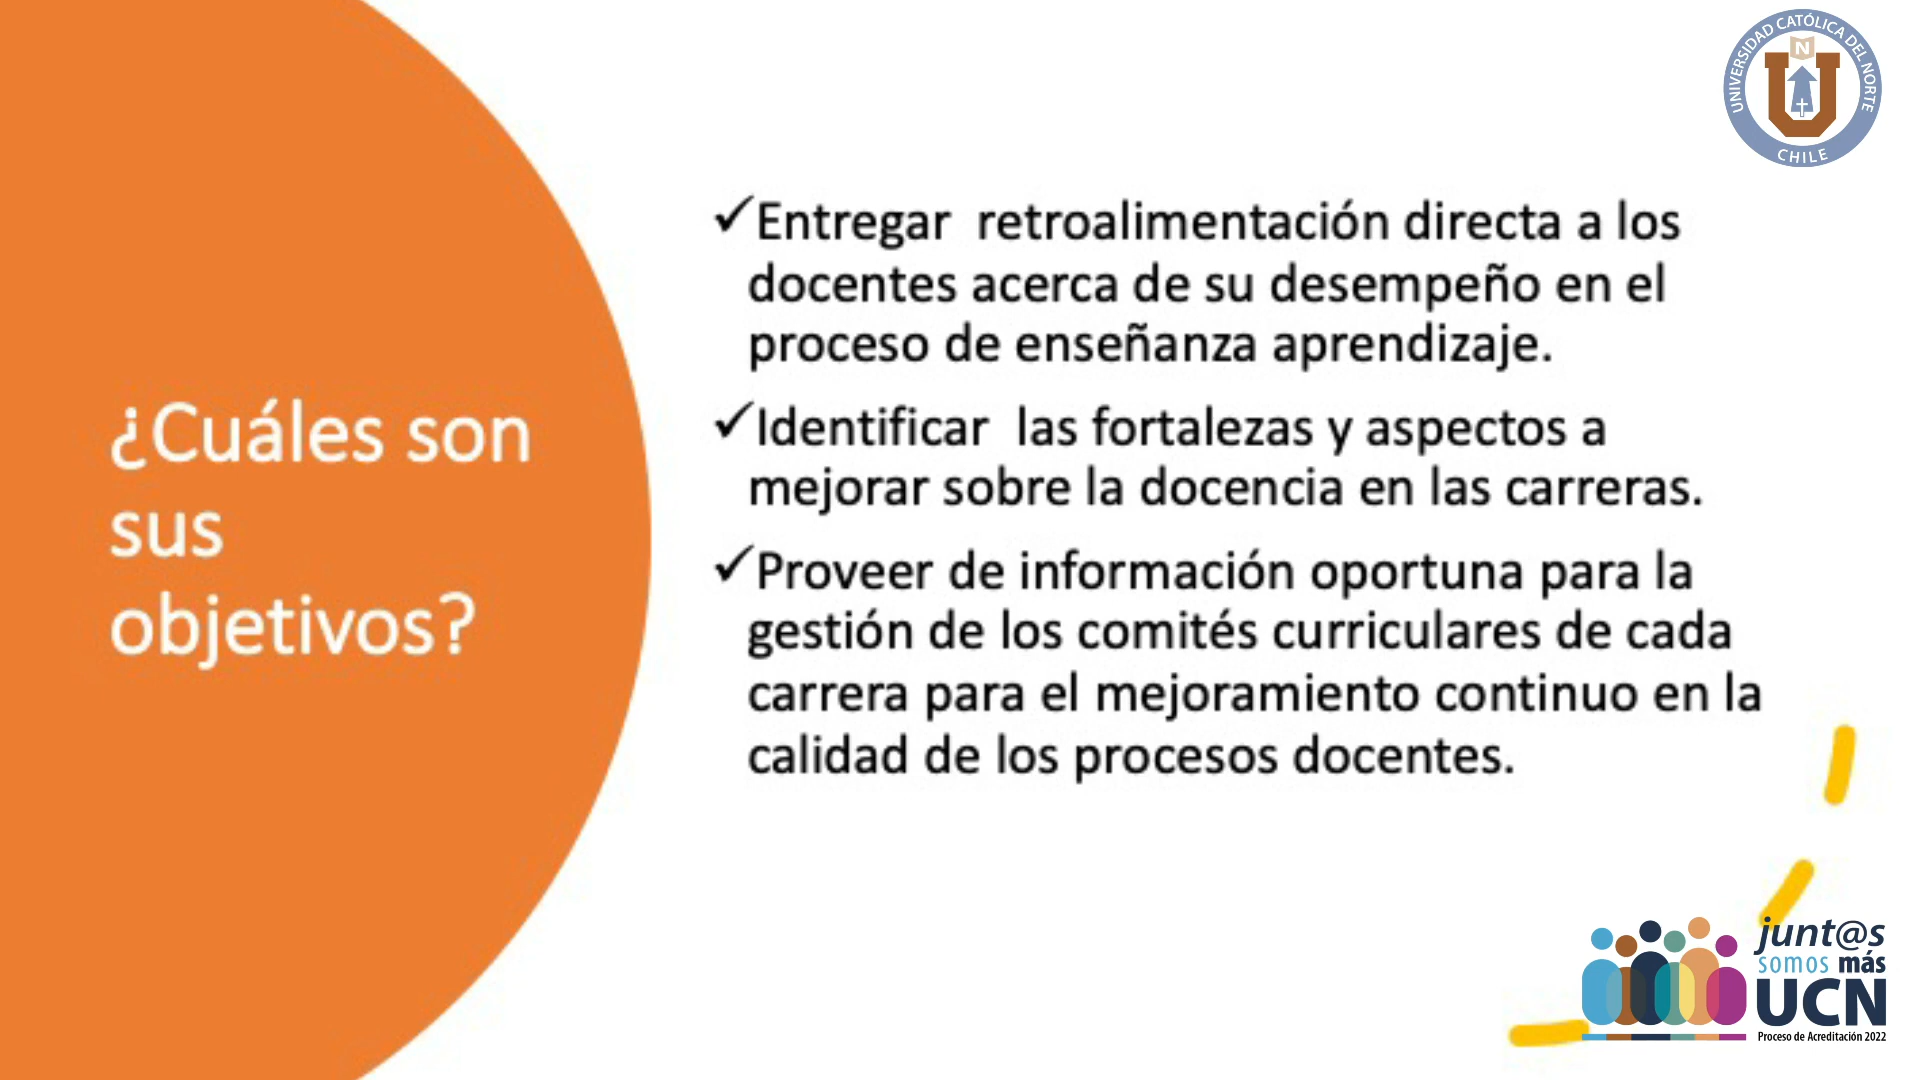 UNIVERSIDAD CATÓLICA DEL NORTE
N
CHILE
¿Cuáles son
sus
objetivos?
✓Entregar  retroalimentación directa a los
docentes acerca de su desempeño en el
proceso de enseñanza aprendizaje.
✓Identificar  las fortalezas y aspectos a
mejorar sobre la docencia en las carreras.
✓Proveer de información oportuna para la
gestión de los comités curriculares de cada
carrera para el mejoramiento continuo en la
calidad de los procesos docentes.
junt@s
somos más
UCN
Proceso de Acreditación 2022